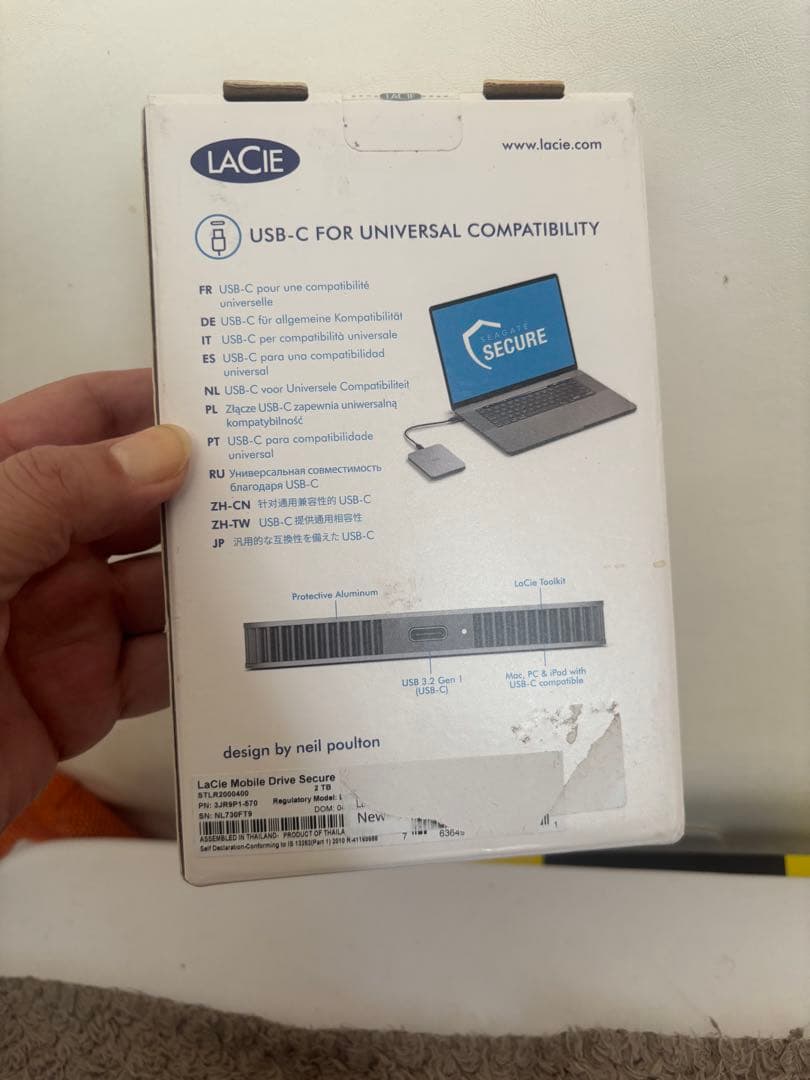 LACIE
www.lacie.com
USB-C FOR UNIVERSAL COMPATIBILITY
FR USB-C pour une compatibilité
universelle
DE USB-C für allgemeine Kompatibilität
IT USB-C per compatibilità universale
ES USB-C para una compatibilidad
universal
NL USB-C voor Universele Compatibiliteit
PL Złącze USB-C zapewnia uniwersalną
kompatybilność
PT USB-C para compatibilidade
universal
RU Универсальная совместимость
благодаря USB-C
ZH-CN 针对通用兼容性的 USB-C
ZH-TW USB-C 提供通用相容性
JP 汎用的な互換性を備えた USB-C
SEAGATE
SECURE
Protective Aluminum
LaCie Toolkit
USB 3.2 Gen 1
(USB-C)
Mac, PC & iPad with
USB-C compatible
design by neil poulton
LaCie Mobile Drive Secure
STLR2000400
2 TB
PN: 3JR9P1-570
Regulatory Model:
SN: NL730FT9
DOM: 04
New
ASSEMBLED IN THAILAND- PRODUCT OF THAILA
7 63649
1
Self Declaration-Conforming to IS 13252(Part 1) 2010 R-41160666